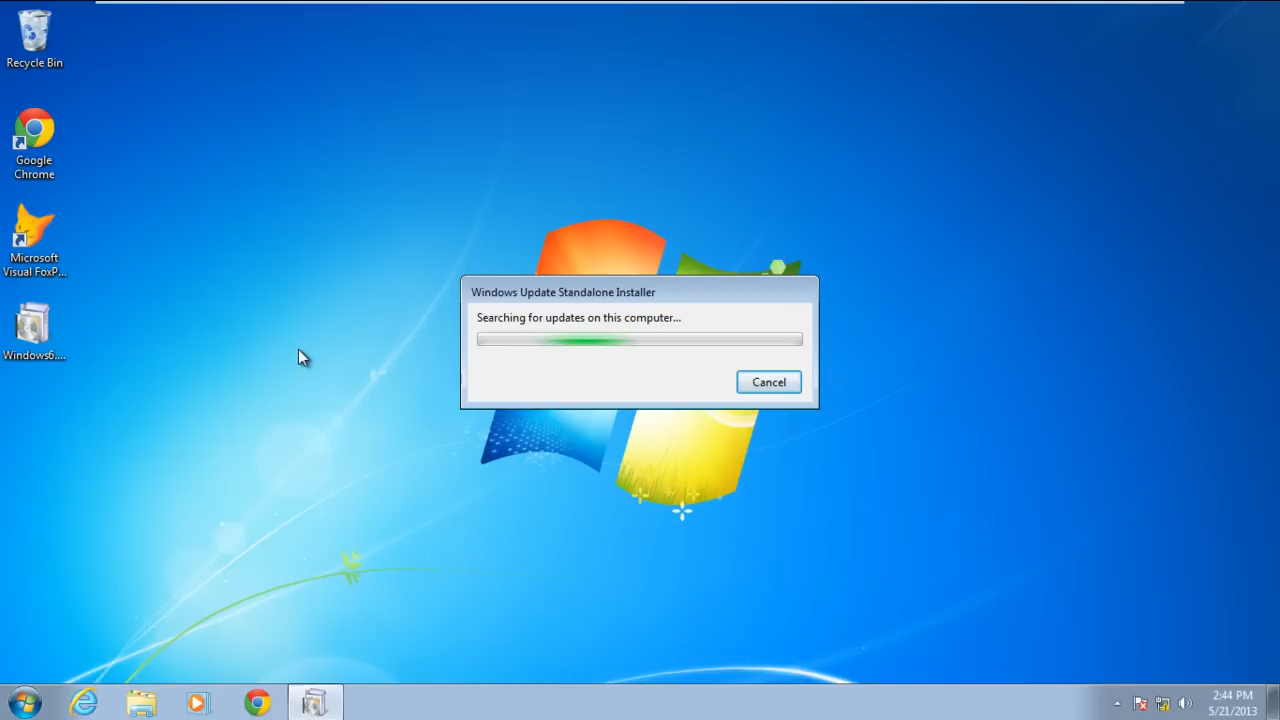 Recycle Bin
Google
Chrome
Microsoft
Visual FoxP...
Windows6....
Windows Update Standalone Installer
Searching for updates on this computer...
Cancel
2:44 PM
5/21/2013